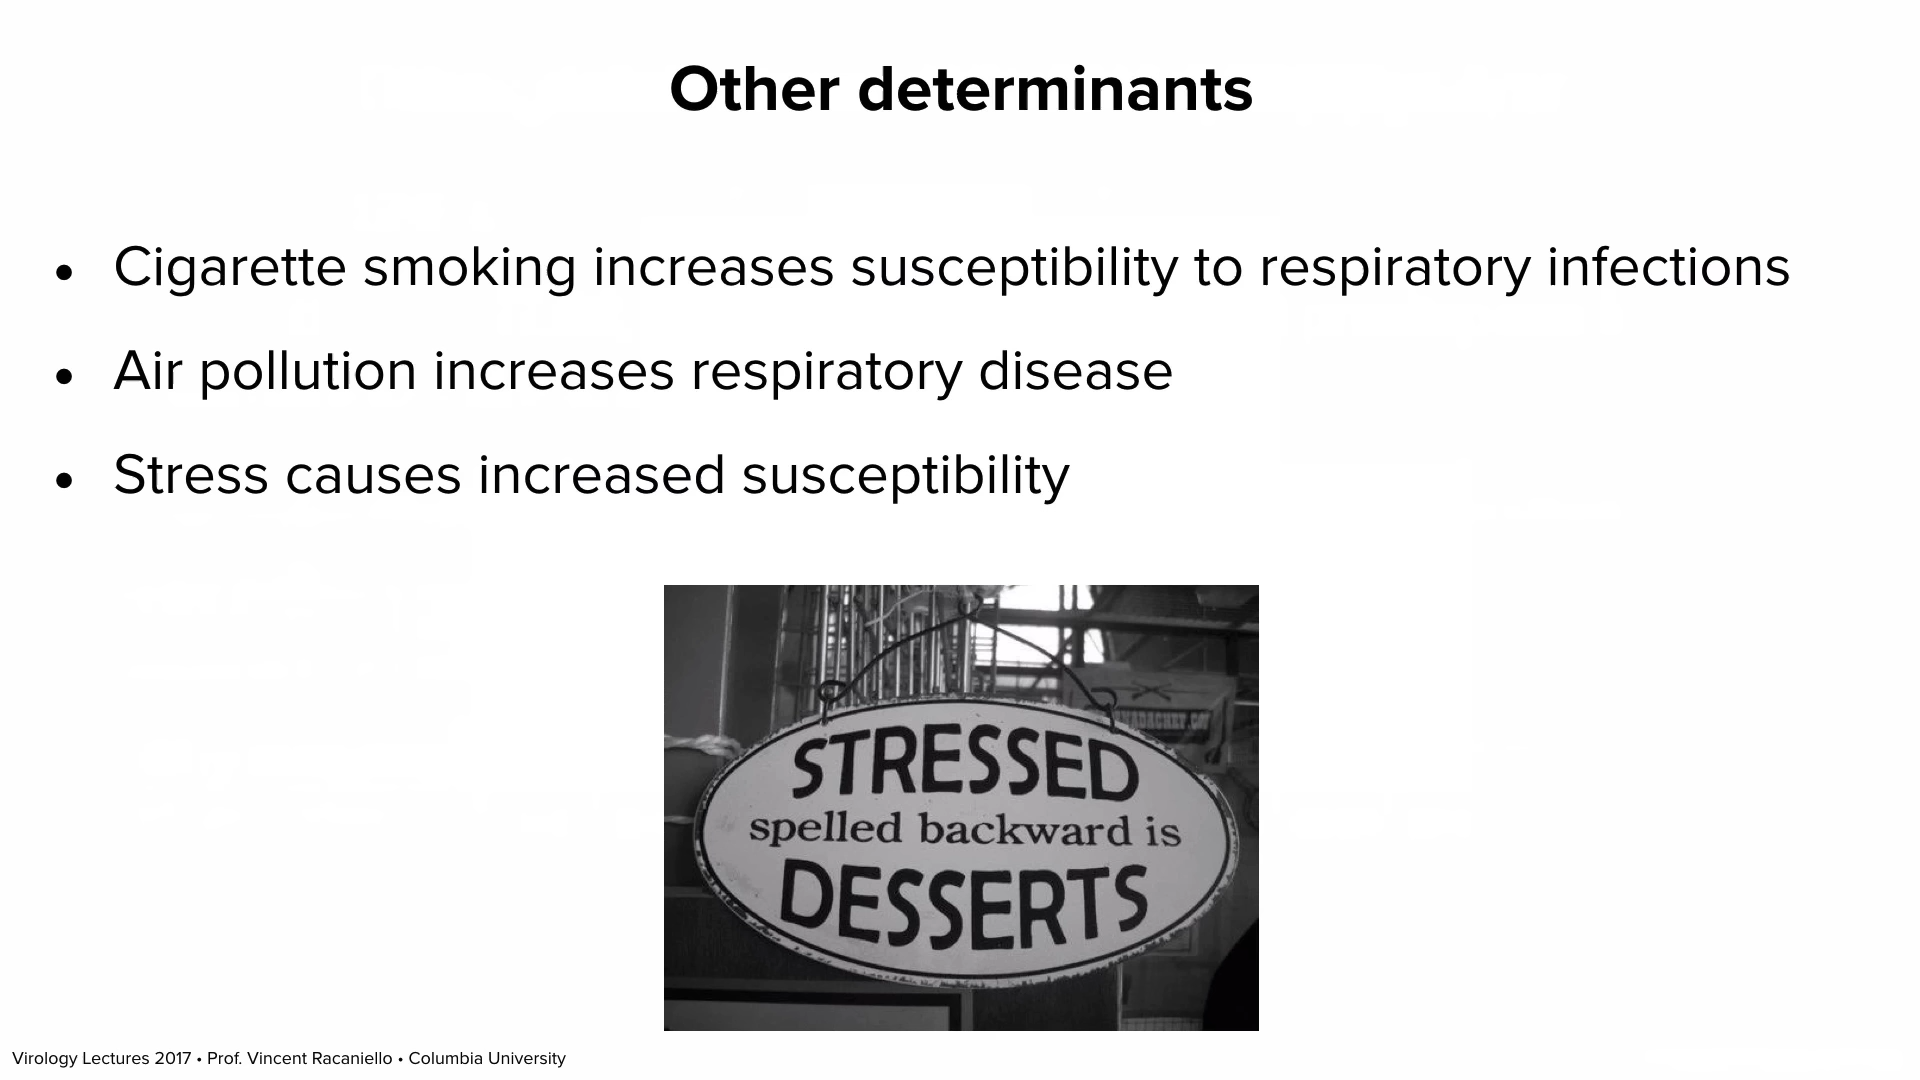 Other determinants
• Cigarette smoking increases susceptibility to respiratory infections
• Air pollution increases respiratory disease
• Stress causes increased susceptibility
STRESSED
spelled backward is
DESSERTS
Virology Lectures 2017 • Prof. Vincent Racaniello • Columbia University